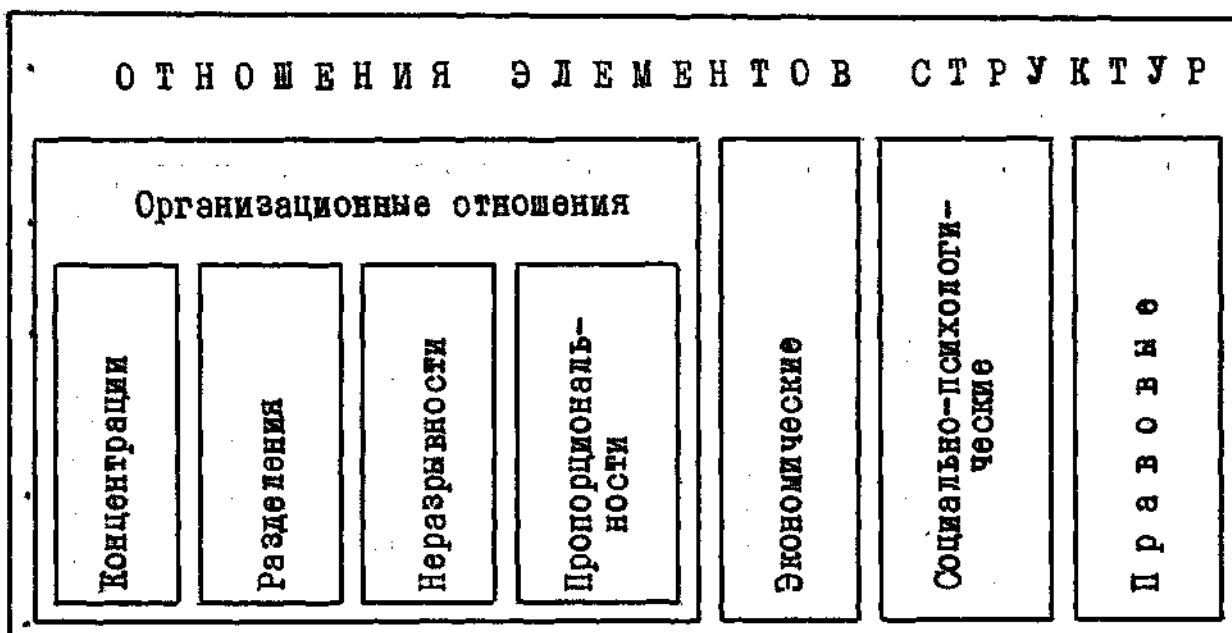 ОТНОШЕНИЯ ЭЛЕМЕНТОВ СТРУКТУР
Организационные отношения
Концентрации
Разделения
Неразрывности
Пропорциональ-
ности
Экономические
Социально-психологи-
ческие
Правовые